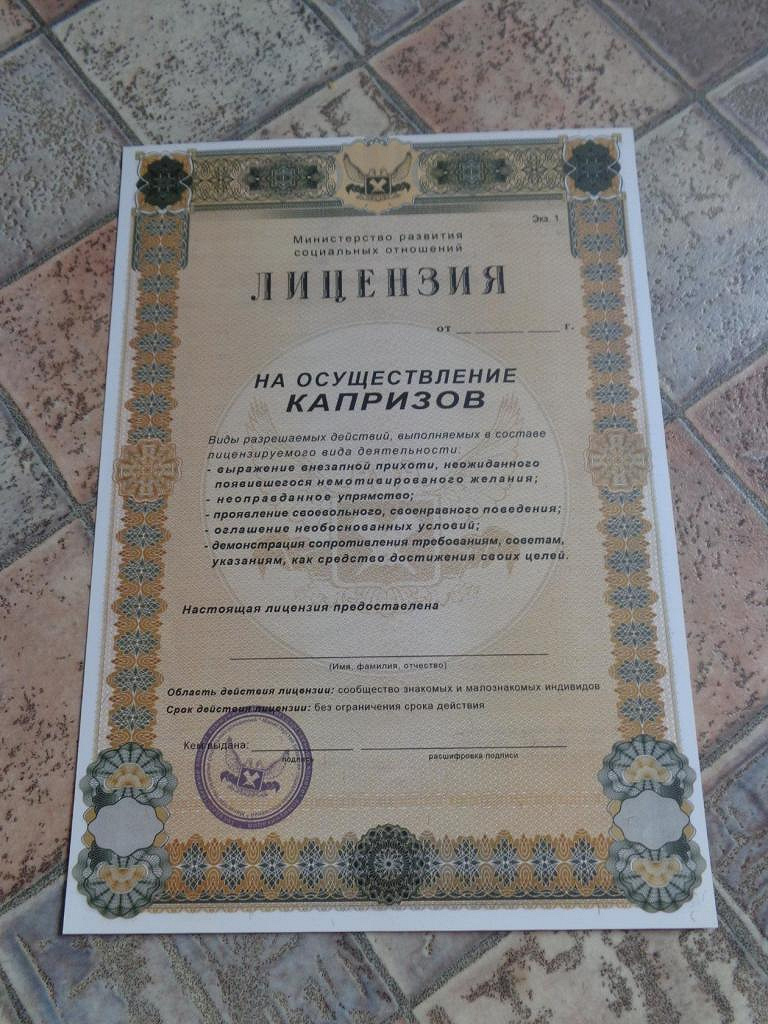 Экз. 1
Министерство развития
социальных отношений
ЛИЦЕНЗИЯ
от __ ______ ____ г.
НА ОСУЩЕСТВЛЕНИЕ
КАПРИЗОВ
Виды разрешаемых действий, выполняемых в составе
лицензируемого вида деятельности:
- выражение внезапной прихоти, неожиданного
появившегося немотивированого желания;
- неоправданное упрямство;
- проявление своевольного, своенравного поведения;
- оглашение необоснованных условий;
- демонстрация сопротивления требованиям, советам,
указаниям, как средство достижения своих целей.
Настоящая лицензия предоставлена
(Имя, фамилия, отчество)
Область действия лицензии: сообщество знакомых и малознакомых индивидов
Срок действия лицензии: без ограничения срока действия
Кем выдана:
подпись
расшифровка подписи